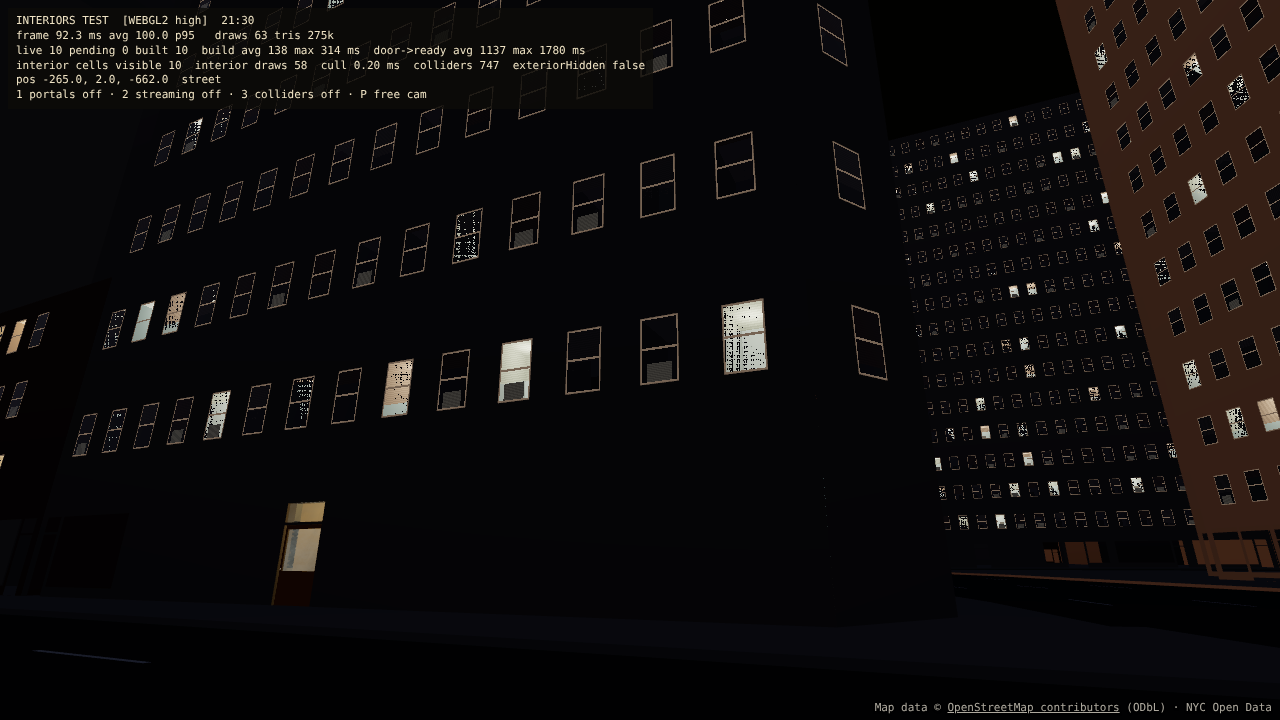 INTERIORS TEST [WEBGL2 high] 21:30
frame 92.3 ms avg 100.0 p95 draws 63 tris 275k
live 10 pending 0 built 10 build avg 138 max 314 ms door->ready avg 1137 max 1780 ms
interior cells visible 10 interior draws 58 cull 0.20 ms colliders 747 exteriorHidden false
pos -265.0, 2.0, -662.0 street
1 portals off · 2 streaming off · 3 colliders off · P free cam
Map data © OpenStreetMap contributors (ODbL) · NYC Open Data